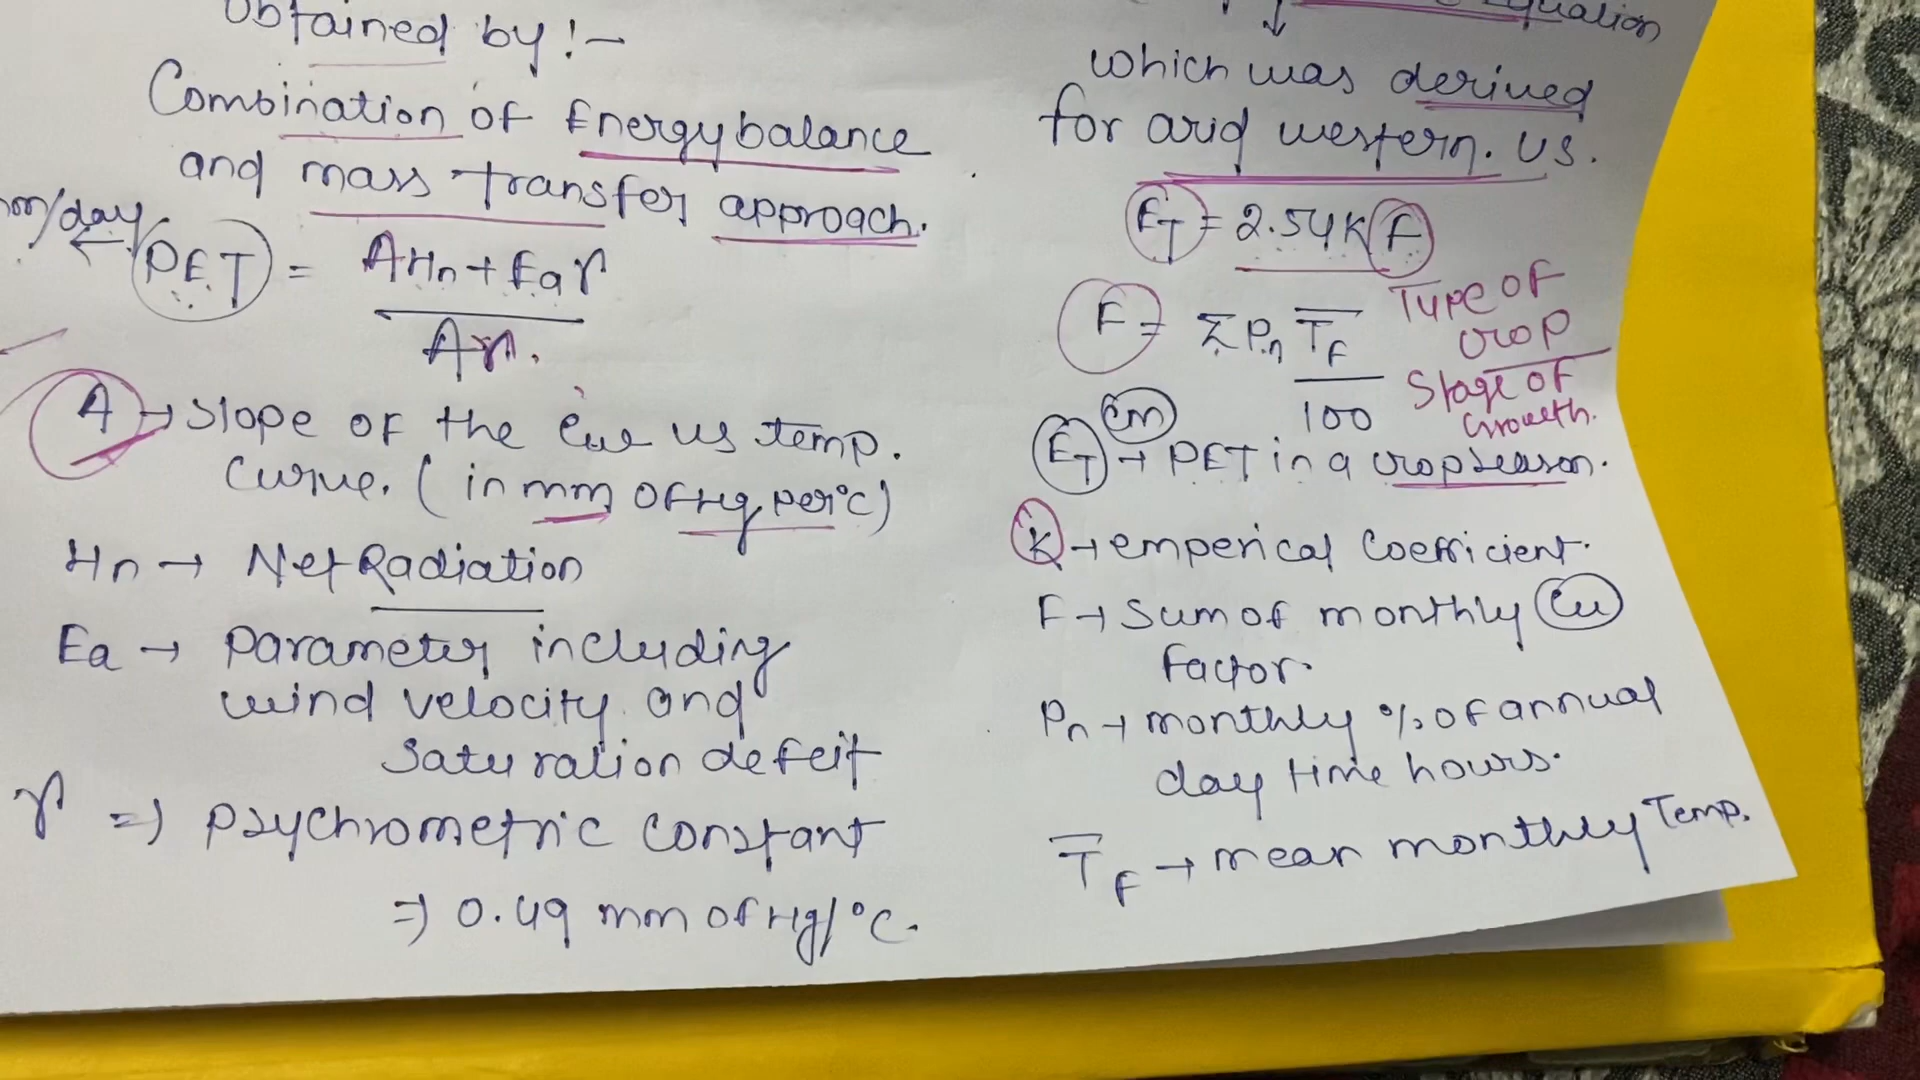 obtained by:-
Combination of Energy balance
and mass transfer approach.
mm/day
PET = AHn + Ea γ
Aγ.
A → Slope of the
temp.
curve. (in mm of Hg per °C)
Hn → Net Radiation
Ea → Parameter including
wind velocity and
saturation defcit
γ => psychrometric constant
=> 0.49 mm of Hg/°C.
Equation
↓
which was derived
for arid western. US.
ET = 2.54 K F
F = Σ Pn T̅F
100
Type of
crop
Stage of
Growth.
cm
ET → PET in a crop season.
K → emperical coefficient.
F → Sum of monthly Cu
factor.
Pn → monthly % of annual
day time hours.
T̅F → mean monthly Temp.